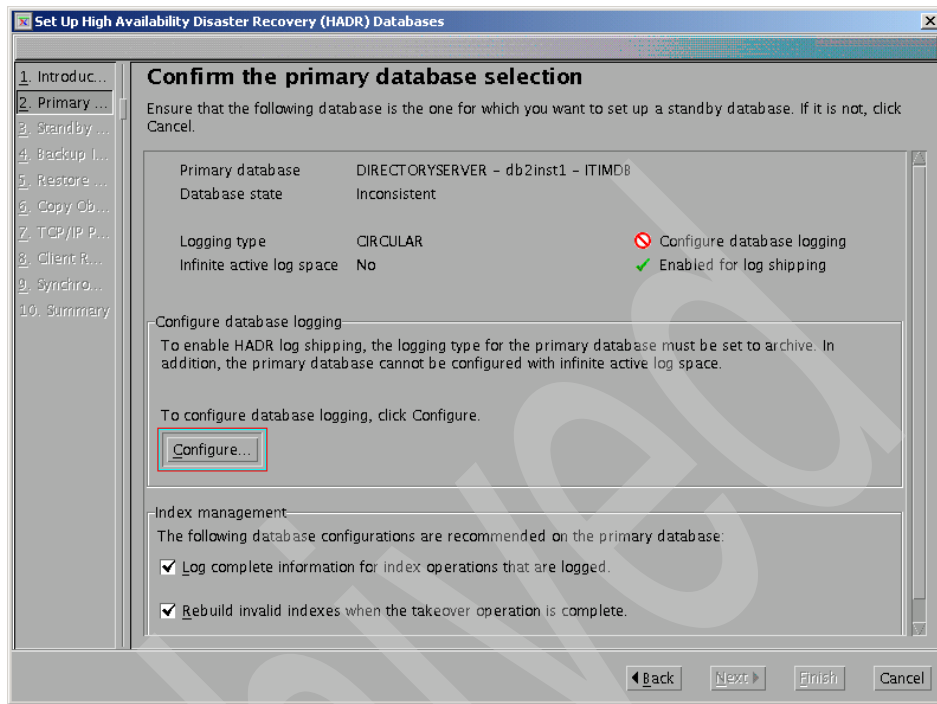 Set Up High Availability Disaster Recovery (HADR) Databases
1. Introduc...
2. Primary ...
3. Standby ...
4. Backup I...
5. Restore ...
6. Copy Ob...
7. TCP/IP P...
8. Client R...
9. Synchro...
10. Summary
Confirm the primary database selection
Ensure that the following database is the one for which you want to set up a standby database. If it is not, click
Cancel.
Primary database DIRECTORYSERVER - db2inst1 - ITIMDB
Database state Inconsistent
Logging type CIRCULAR Configure database logging
Infinite active log space No Enabled for log shipping
Configure database logging
To enable HADR log shipping, the logging type for the primary database must be set to archive. In
addition, the primary database cannot be configured with infinite active log space.
To configure database logging, click Configure.
Configure...
Index management
The following database configurations are recommended on the primary database:
Log complete information for index operations that are logged.
Rebuild invalid indexes when the takeover operation is complete.
Back Next Finish Cancel